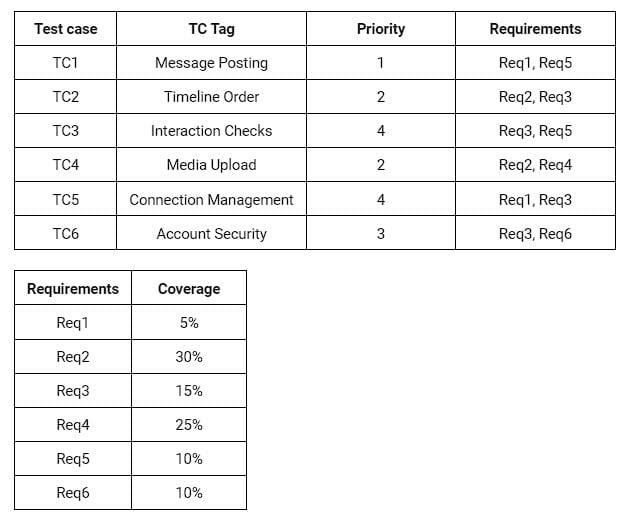 Test case TC Tag Priority Requirements
TC1 Message Posting 1 Req1, Req5
TC2 Timeline Order 2 Req2, Req3
TC3 Interaction Checks 4 Req3, Req5
TC4 Media Upload 2 Req2, Req4
TC5 Connection Management 4 Req1, Req3
TC6 Account Security 3 Req3, Req6
Requirements Coverage
Req1 5%
Req2 30%
Req3 15%
Req4 25%
Req5 10%
Req6 10%